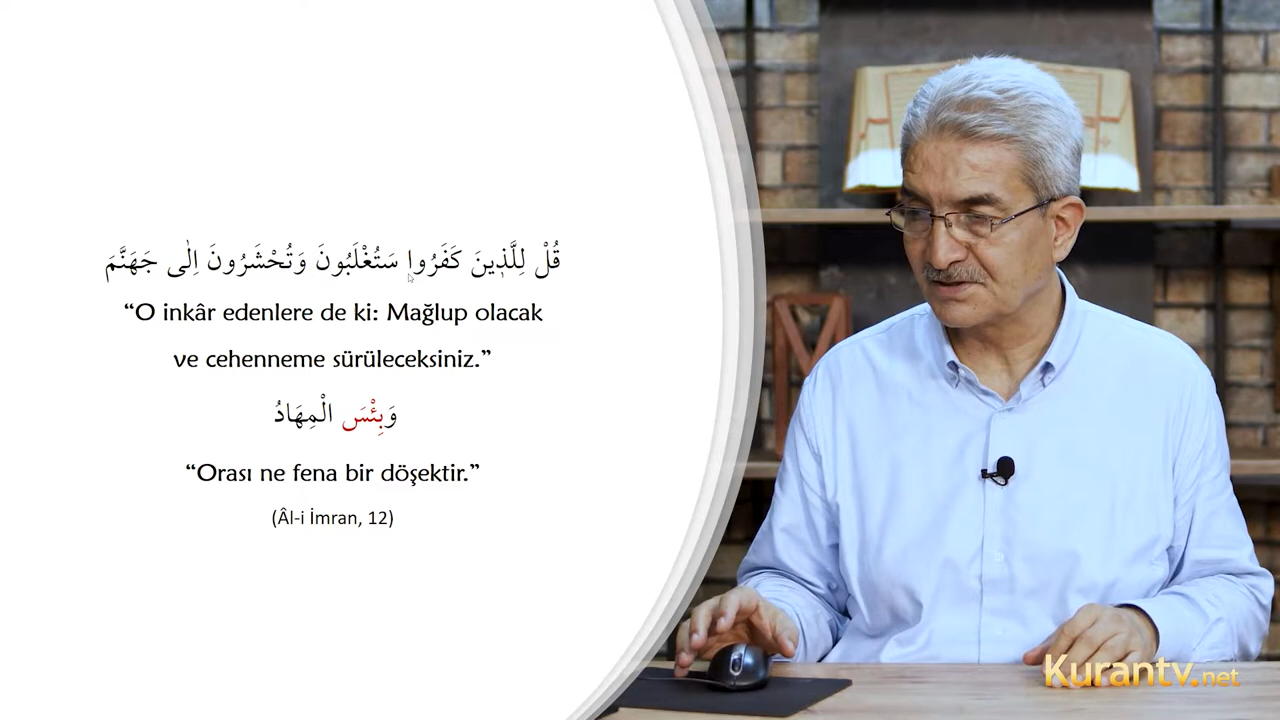 قُلْ لِلَّذ۪ينَ كَفَرُوا سَتُغْلَبُونَ وَتُحْشَرُونَ اِلٰى جَهَنَّمَ
“O inkâr edenlere de ki: Mağlup olacak
ve cehenneme sürüleceksiniz.”
وَبِئْسَ الْمِهَادُ
“Orası ne fena bir döşektir.”
(Âl-i İmran, 12)
Kurantv.net